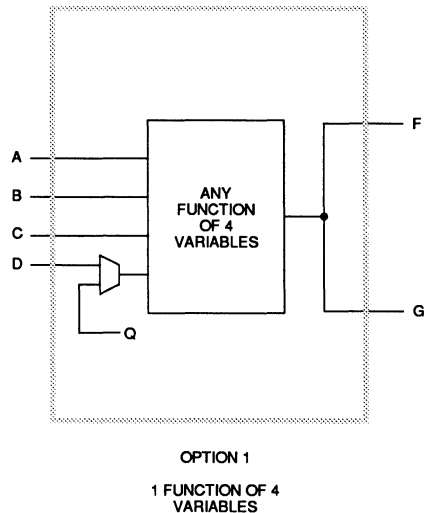 A
B
C
D
Q
ANY
FUNCTION
OF 4
VARIABLES
F
G
OPTION 1
1 FUNCTION OF 4
VARIABLES